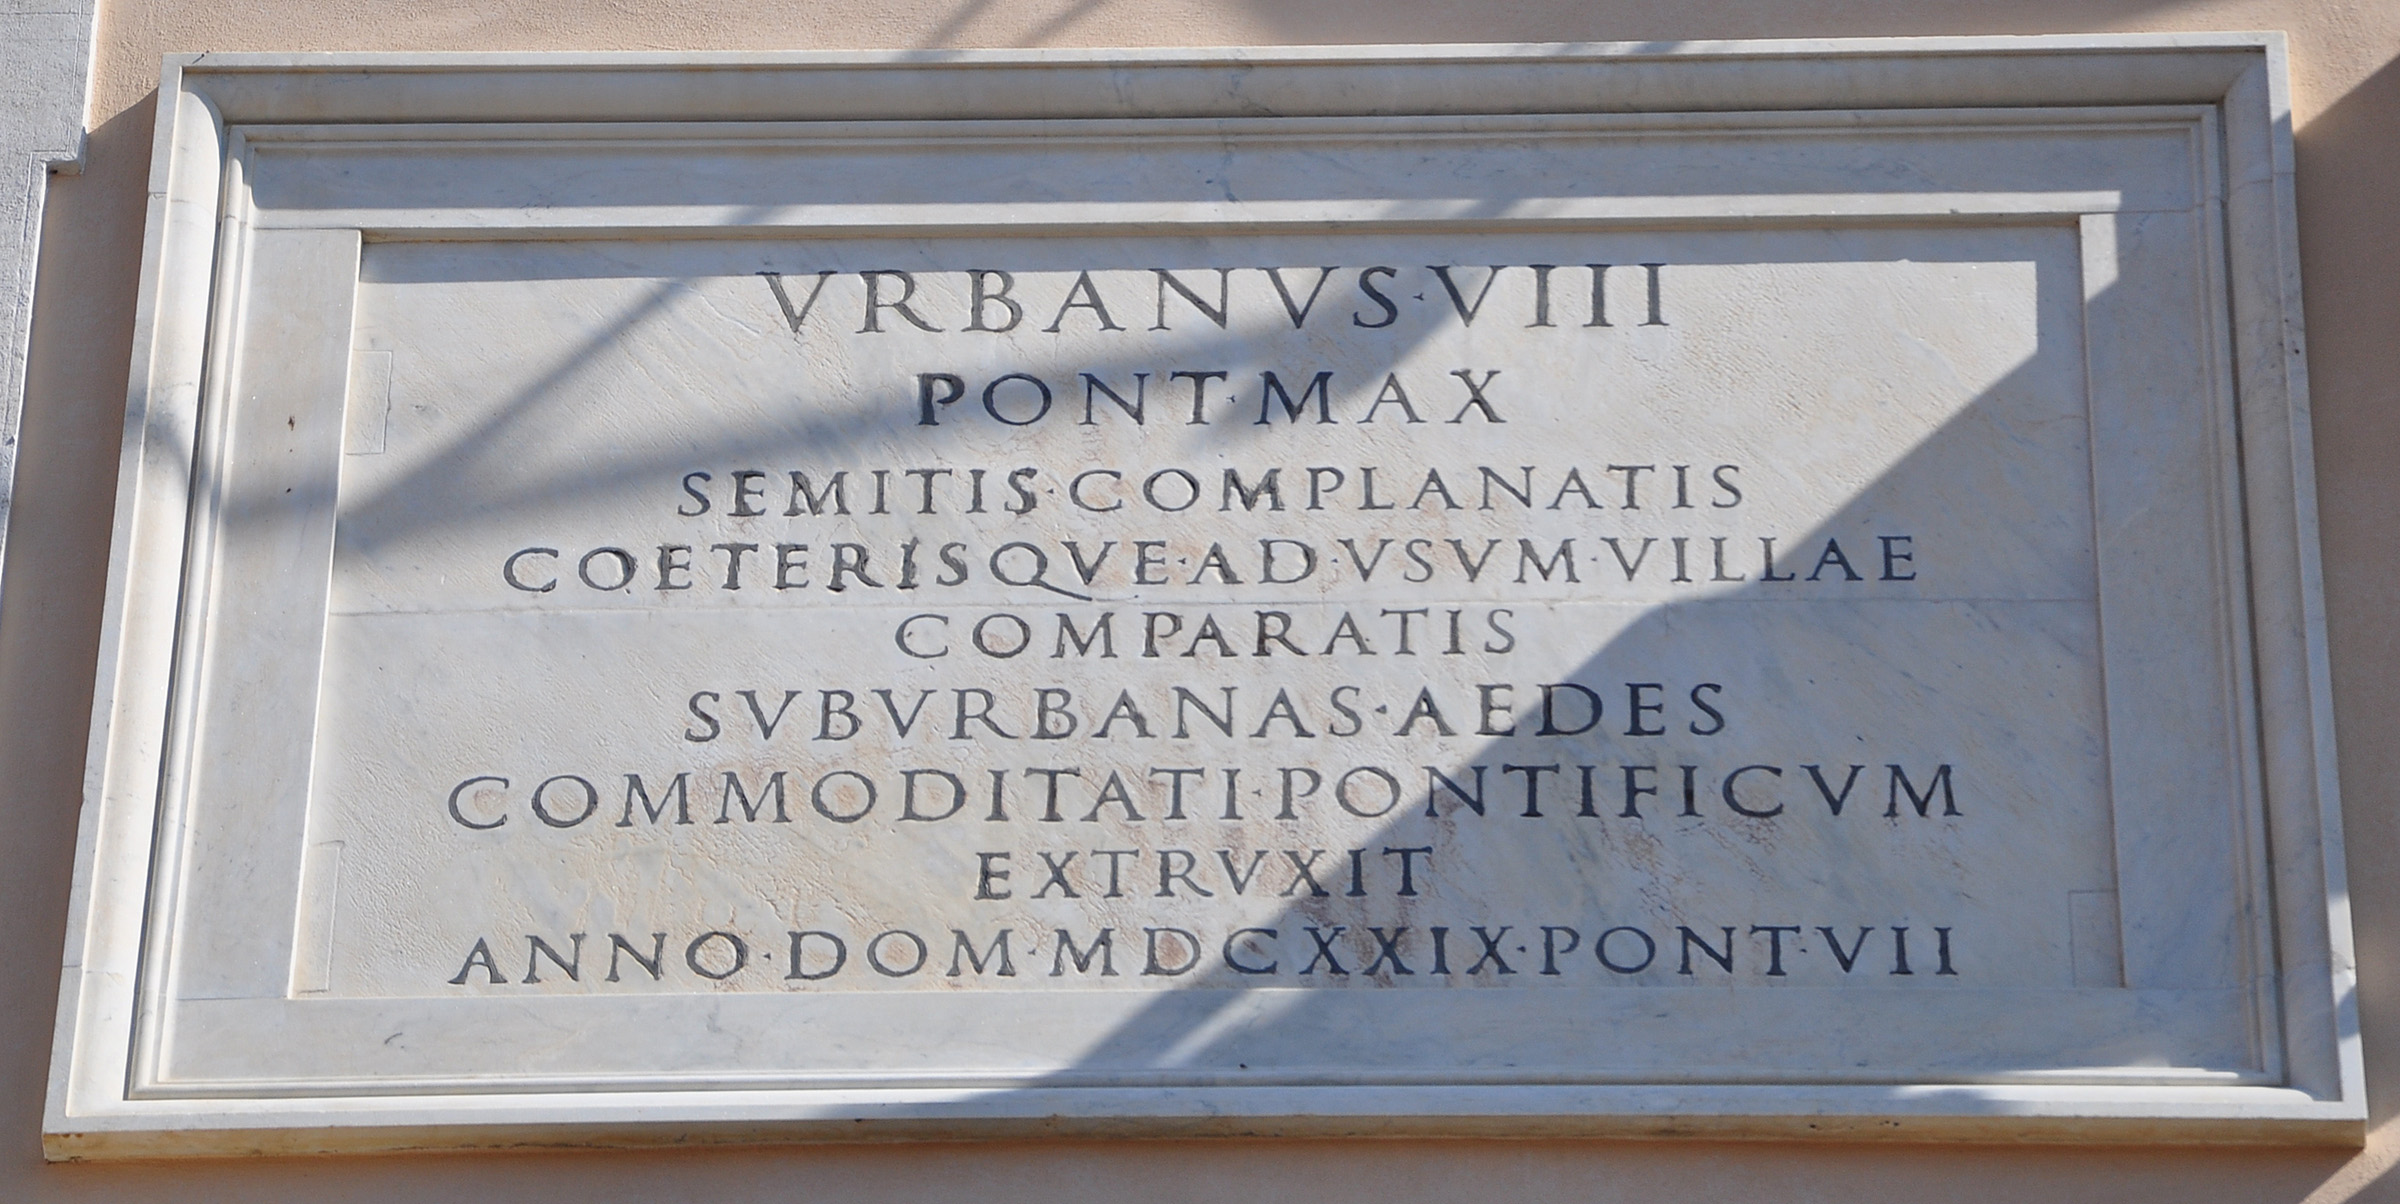 VRBANVS·VIII
PONT·MAX
SEMITIS·COMPLANATIS
COETERISQVE·AD·VSVM·VILLAE
COMPARATIS
SVBVRBANAS·AEDES
COMMODITATI·PONTIFICVM
EXTRVXIT
ANNO·DOM·MDCXXIX·PONT·VII